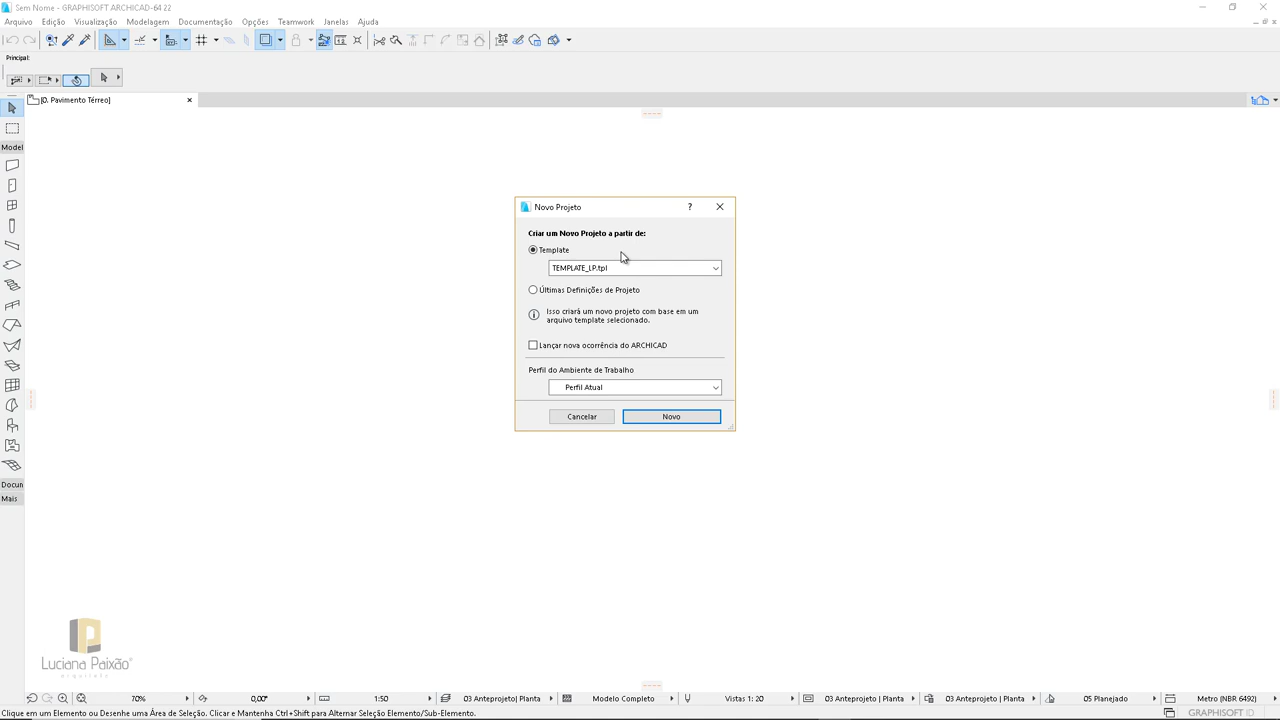 Sem Nome - GRAPHISOFT ARCHICAD-64 22
Arquivo Edição Visualização Modelagem Documentação Opções Teamwork Janelas Ajuda
Principal:
[0. Pavimento Térreo]
Model
Novo Projeto ?
Criar um Novo Projeto a partir de:
Template
TEMPLATE_LP.tpl
Últimas Definições de Projeto
Isso criará um novo projeto com base em um
arquivo template selecionado.
Lançar nova ocorrência do ARCHICAD
Perfil do Ambiente de Trabalho
Perfil Atual
Cancelar Novo
Docun
Mais
Luciana Paixão®
arquiteta
70% 0,00° 1:50 03 Anteprojeto| Planta Modelo Completo Vistas 1: 20 03 Anteprojeto | Planta 03 Anteprojeto | Planta 05 Planejado Metro (NBR 6492)
Clique em um Elemento ou Desenhe uma Área de Seleção. Clicar e Mantenha Ctrl+Shift para Alternar Seleção Elemento/Sub-Elemento. GRAPHISOFT ID